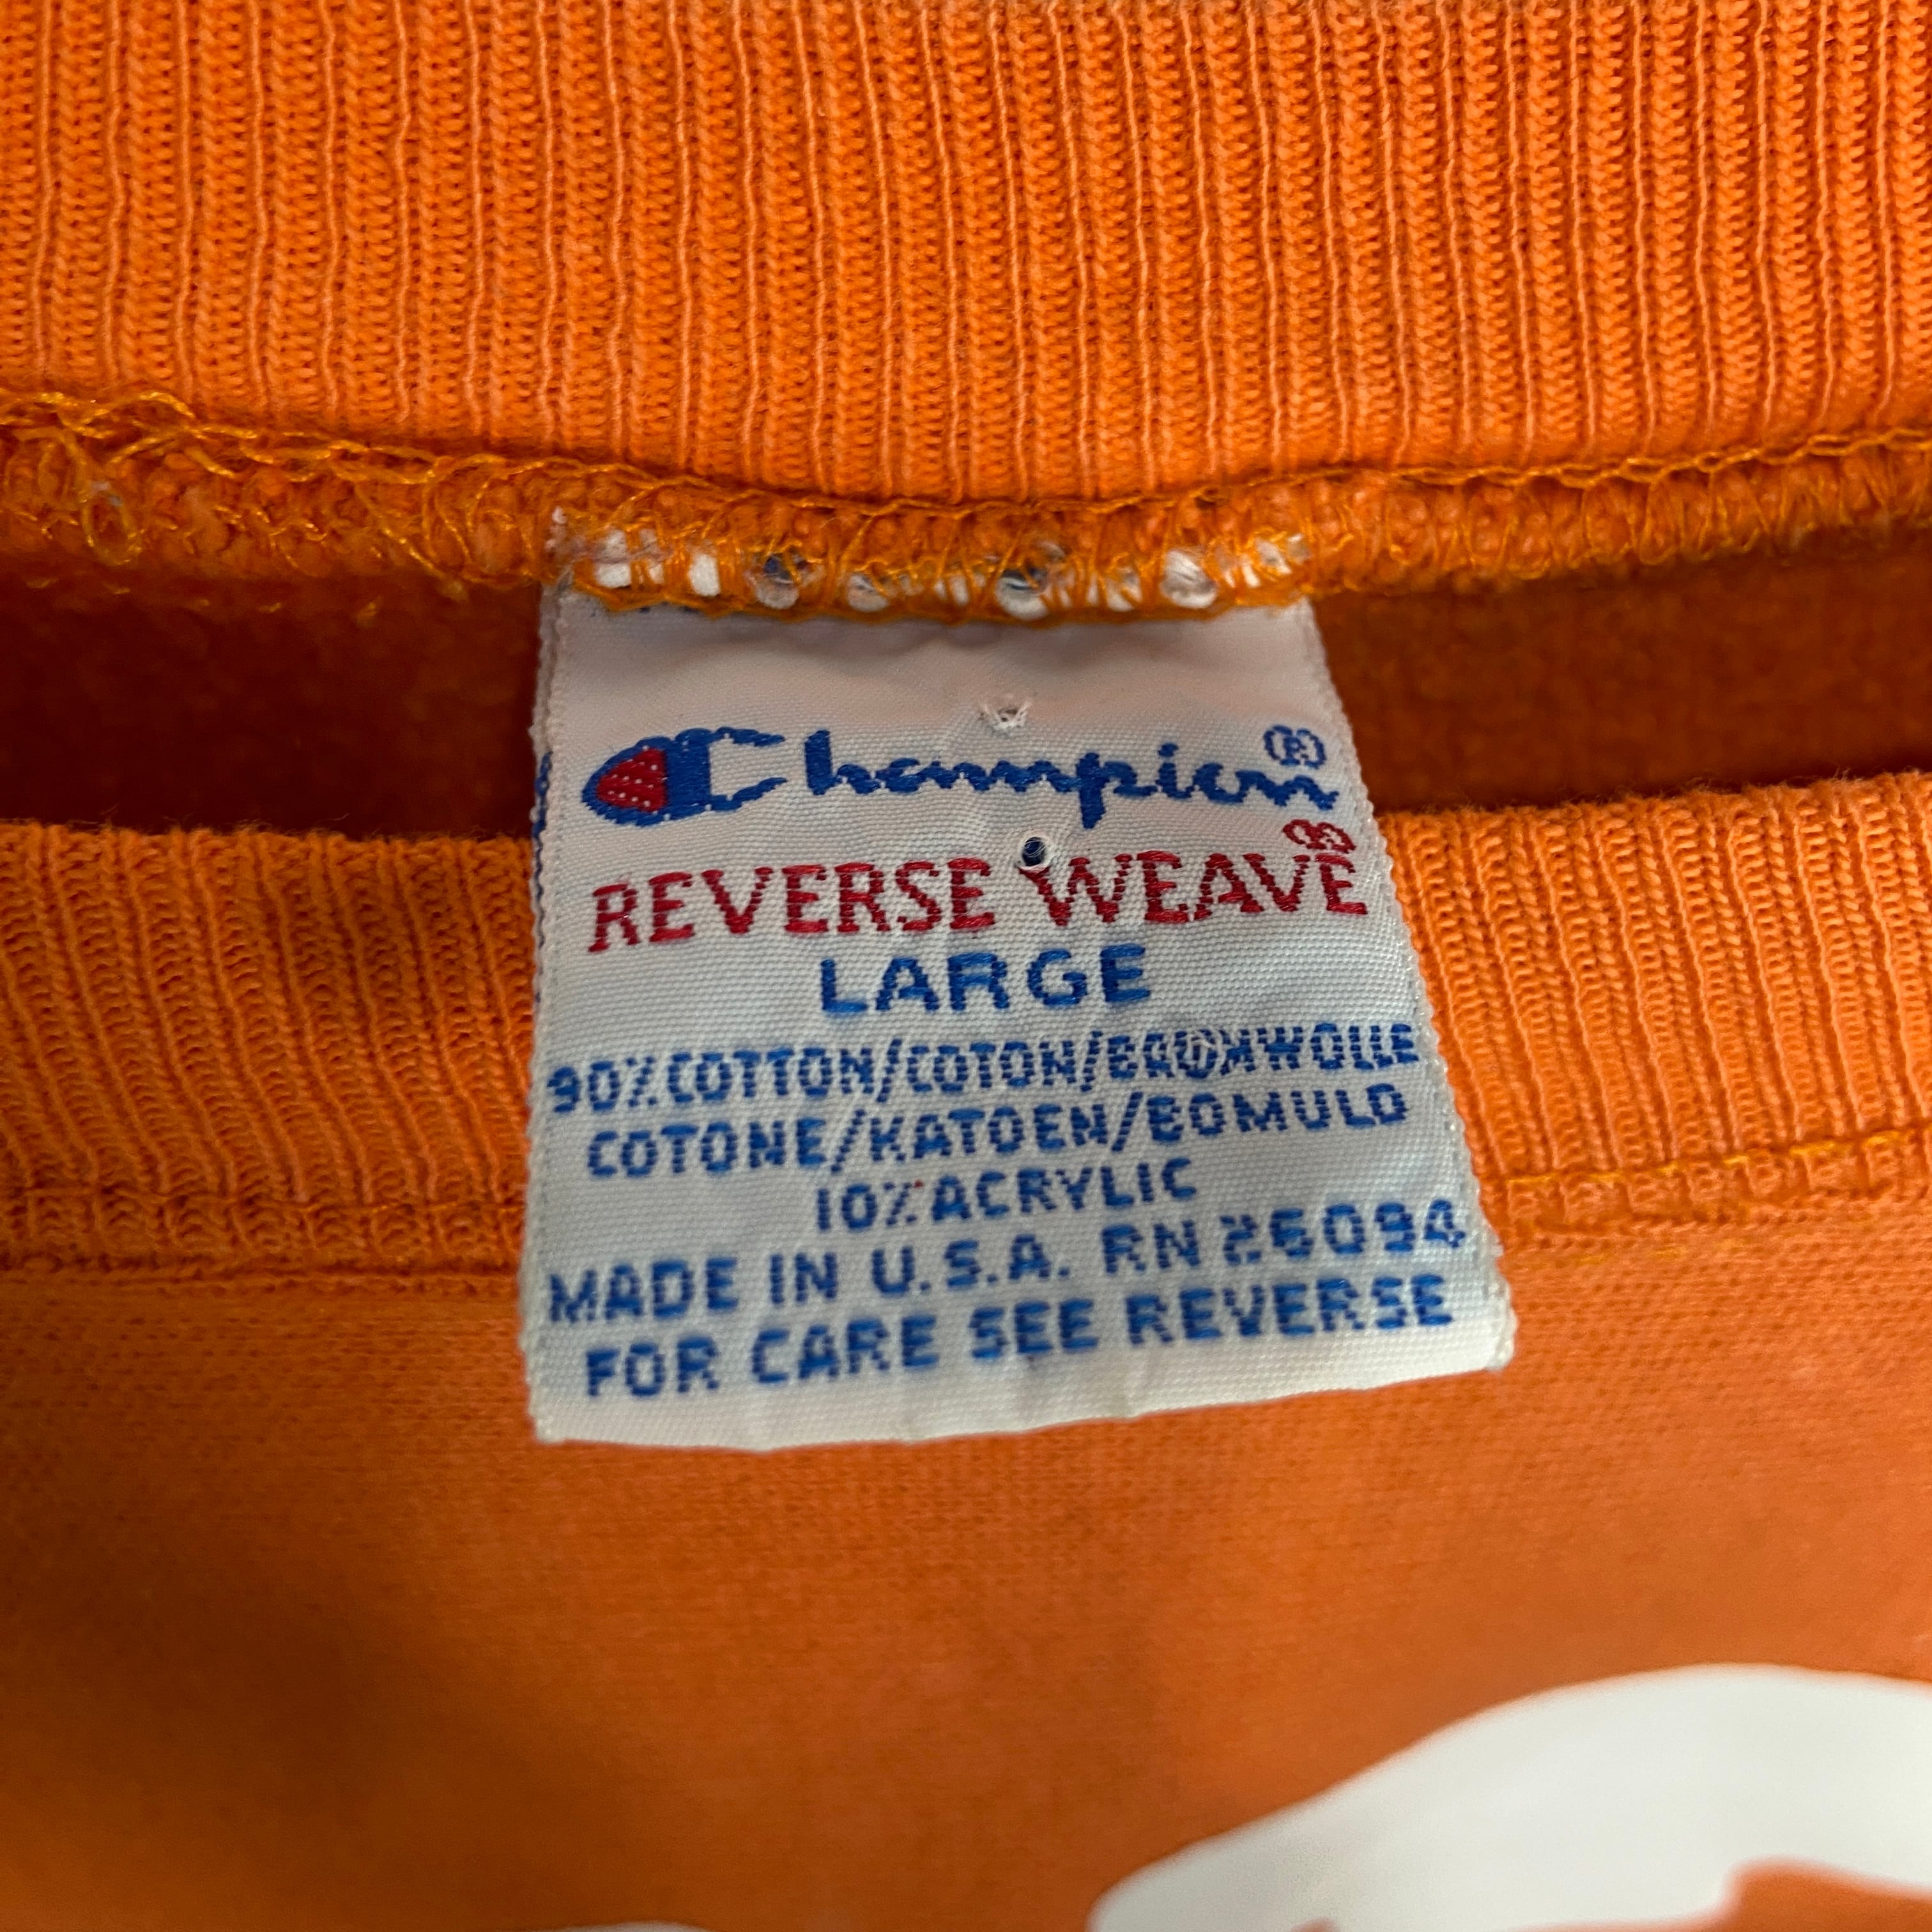 Champion®
REVERSE WEAVE®
LARGE
90% COTTON/COTON/BAUMWOLLE
COTONE/KATOEN/BOMULD
10% ACRYLIC
MADE IN U.S.A. RN 26094
FOR CARE SEE REVERSE